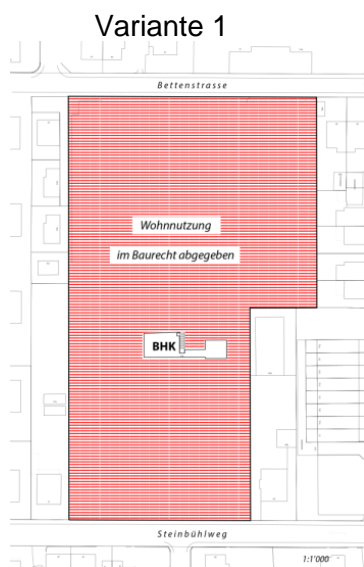 Variante 1
Bettenstrasse
Wohnnutzung
im Baurecht abgegeben
BHK
Steinbühlweg
1:1'000